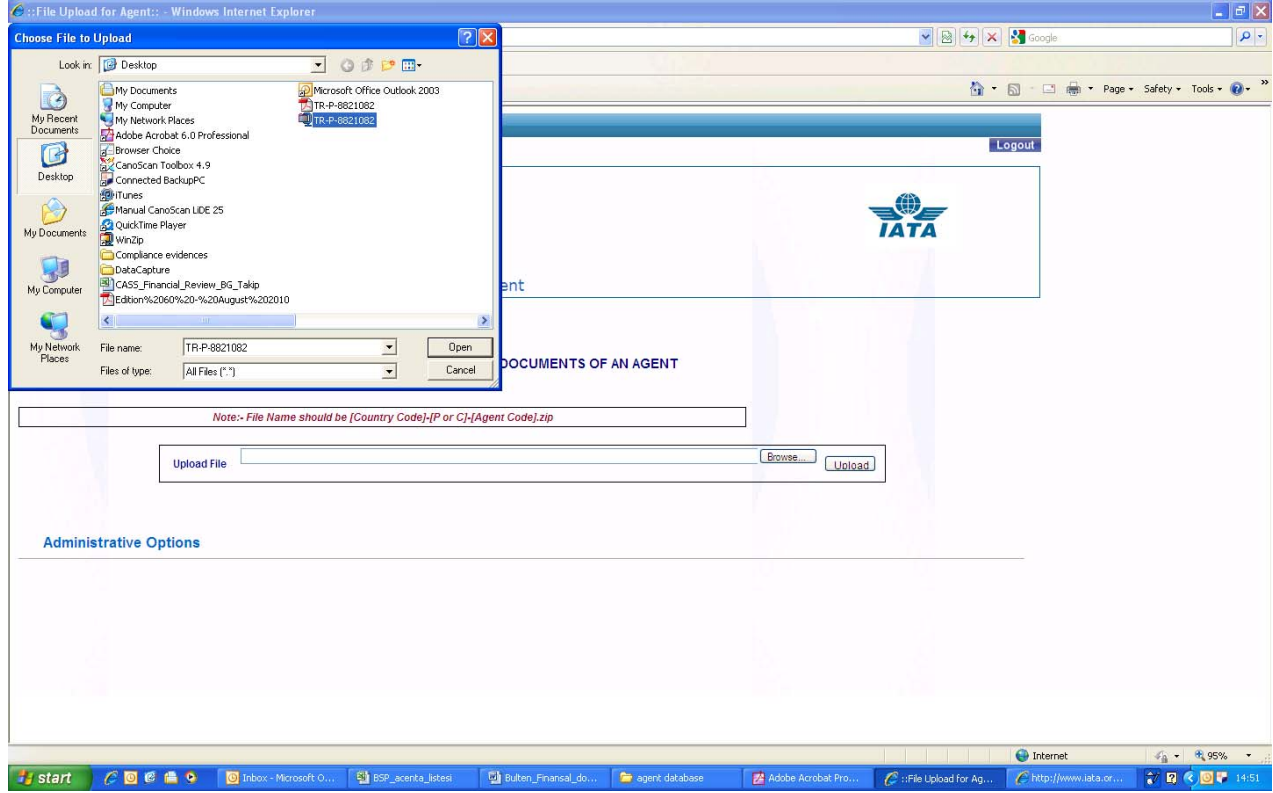 ::File Upload for Agent:: - Windows Internet Explorer
Choose File to Upload
Google
Look in:
Desktop
Page
Safety
Tools
My Recent Documents
Desktop
My Documents
My Computer
My Network Places
My Documents
My Computer
My Network Places
Adobe Acrobat 6.0 Professional
Browser Choice
CanoScan Toolbox 4.9
Connected BackupPC
iTunes
Manual CanoScan LiDE 25
QuickTime Player
WinZip
Compliance evidences
DataCapture
CASS_Financial_Review_BG_Takip
Edition%2060%20-%20August%202010
Microsoft Office Outlook 2003
TR-P-8821082
TR-P-8821082
File name:
TR-P-8821082
Open
Files of type:
All Files (*.*)
Cancel
Logout
IATA
ent
DOCUMENTS OF AN AGENT
Note:- File Name should be [Country Code]-[P or C]-[Agent Code].zip
Upload File
Browse...
Upload
Administrative Options
Internet
95%
start
Inbox - Microsoft O...
BSP_acenta_listesi
Bulten_Finansal_do...
agent database
Adobe Acrobat Pro...
::File Upload for Ag...
http://www.iata.or...
14:51